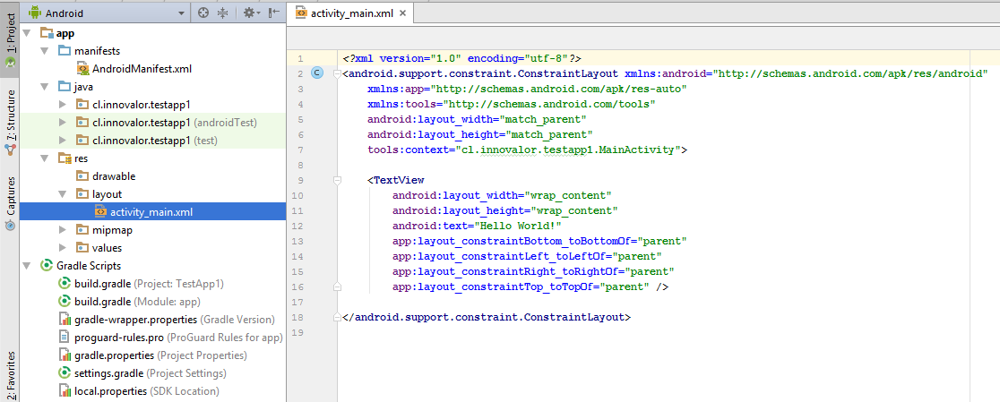 Android
activity_main.xml
1: Project
7: Structure
Captures
2: Favorites
app
manifests
AndroidManifest.xml
java
cl.innovalor.testapp1
cl.innovalor.testapp1 (androidTest)
cl.innovalor.testapp1 (test)
res
drawable
layout
activity_main.xml
mipmap
values
Gradle Scripts
build.gradle (Project: TestApp1)
build.gradle (Module: app)
gradle-wrapper.properties (Gradle Version)
proguard-rules.pro (ProGuard Rules for app)
gradle.properties (Project Properties)
settings.gradle (Project Settings)
local.properties (SDK Location)
1 <?xml version="1.0" encoding="utf-8"?>
2 C <android.support.constraint.ConstraintLayout xmlns:android="http://schemas.android.com/apk/res/android"
3 xmlns:app="http://schemas.android.com/apk/res-auto"
4 xmlns:tools="http://schemas.android.com/tools"
5 android:layout_width="match_parent"
6 android:layout_height="match_parent"
7 tools:context="cl.innovalor.testapp1.MainActivity">
8
9 <TextView
10 android:layout_width="wrap_content"
11 android:layout_height="wrap_content"
12 android:text="Hello World!"
13 app:layout_constraintBottom_toBottomOf="parent"
14 app:layout_constraintLeft_toLeftOf="parent"
15 app:layout_constraintRight_toRightOf="parent"
16 app:layout_constraintTop_toTopOf="parent" />
17
18 </android.support.constraint.ConstraintLayout>
19